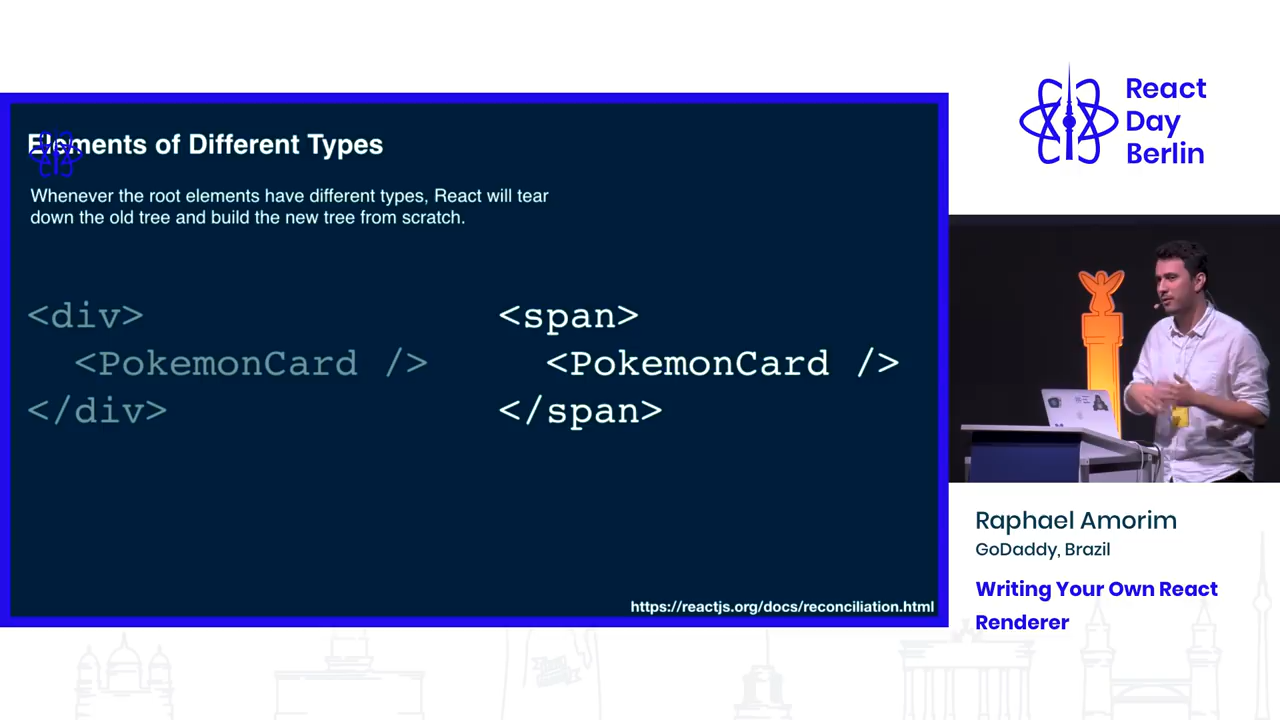 Elements of Different Types
Whenever the root elements have different types, React will tear
down the old tree and build the new tree from scratch.
<div>
<PokemonCard />
</div>
<span>
<PokemonCard />
</span>
https://reactjs.org/docs/reconciliation.html
React
Day
Berlin
Raphael Amorim
GoDaddy, Brazil
Writing Your Own React
Renderer